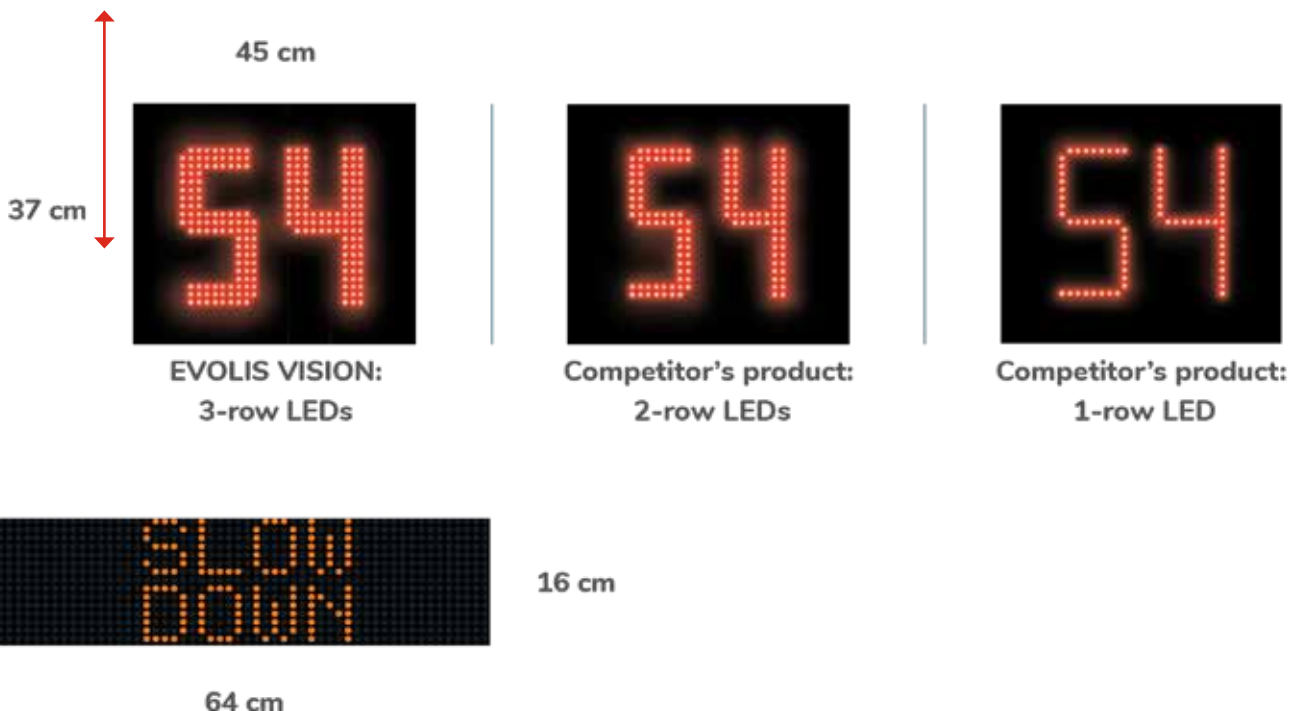 45 cm
37 cm
54
54
54
EVOLIS VISION:
3-row LEDs
Competitor's product:
2-row LEDs
Competitor's product:
1-row LED
SLOW
DOWN
16 cm
64 cm